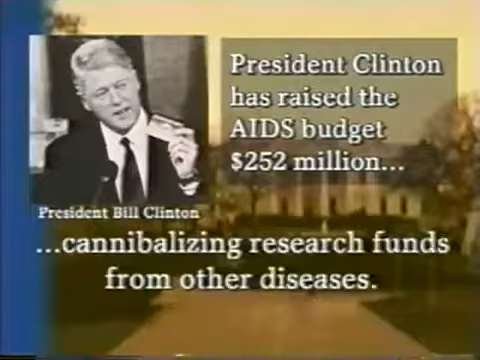 President Clinton
has raised the
AIDS budget
$252 million...
President Bill Clinton
...cannibalizing research funds
from other diseases.